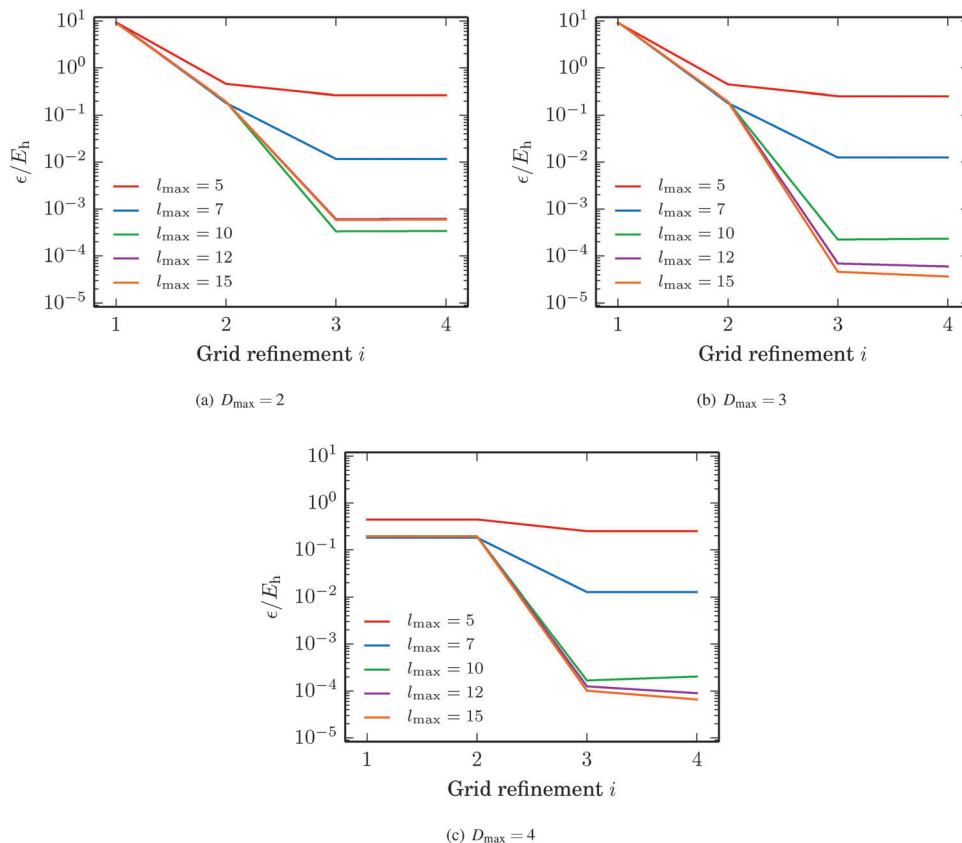 10^1
10^0
10^-1
10^-2
10^-3
10^-4
10^-5
ϵ/E_h
l_max = 5
l_max = 7
l_max = 10
l_max = 12
l_max = 15
1 2 3 4
Grid refinement i
(a) D_max = 2
10^1
10^0
10^-1
10^-2
10^-3
10^-4
10^-5
ϵ/E_h
l_max = 5
l_max = 7
l_max = 10
l_max = 12
l_max = 15
1 2 3 4
Grid refinement i
(b) D_max = 3
10^1
10^0
10^-1
10^-2
10^-3
10^-4
10^-5
ϵ/E_h
l_max = 5
l_max = 7
l_max = 10
l_max = 12
l_max = 15
1 2 3 4
Grid refinement i
(c) D_max = 4